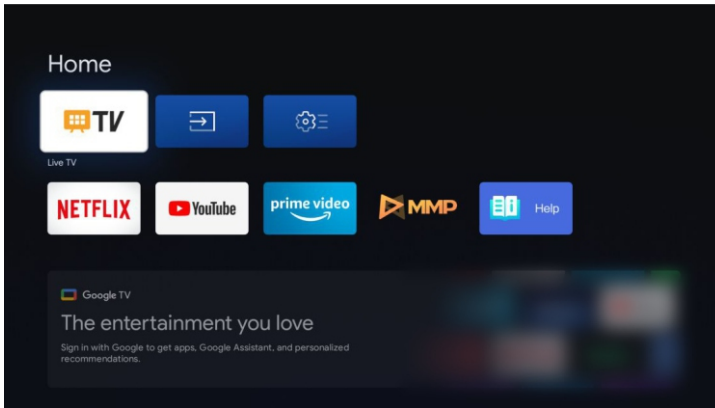 Home
TV
Live TV
NETFLIX
YouTube
prime video
MMP
Help
Google TV
The entertainment you love
Sign in with Google to get apps, Google Assistant, and personalized
recommendations.